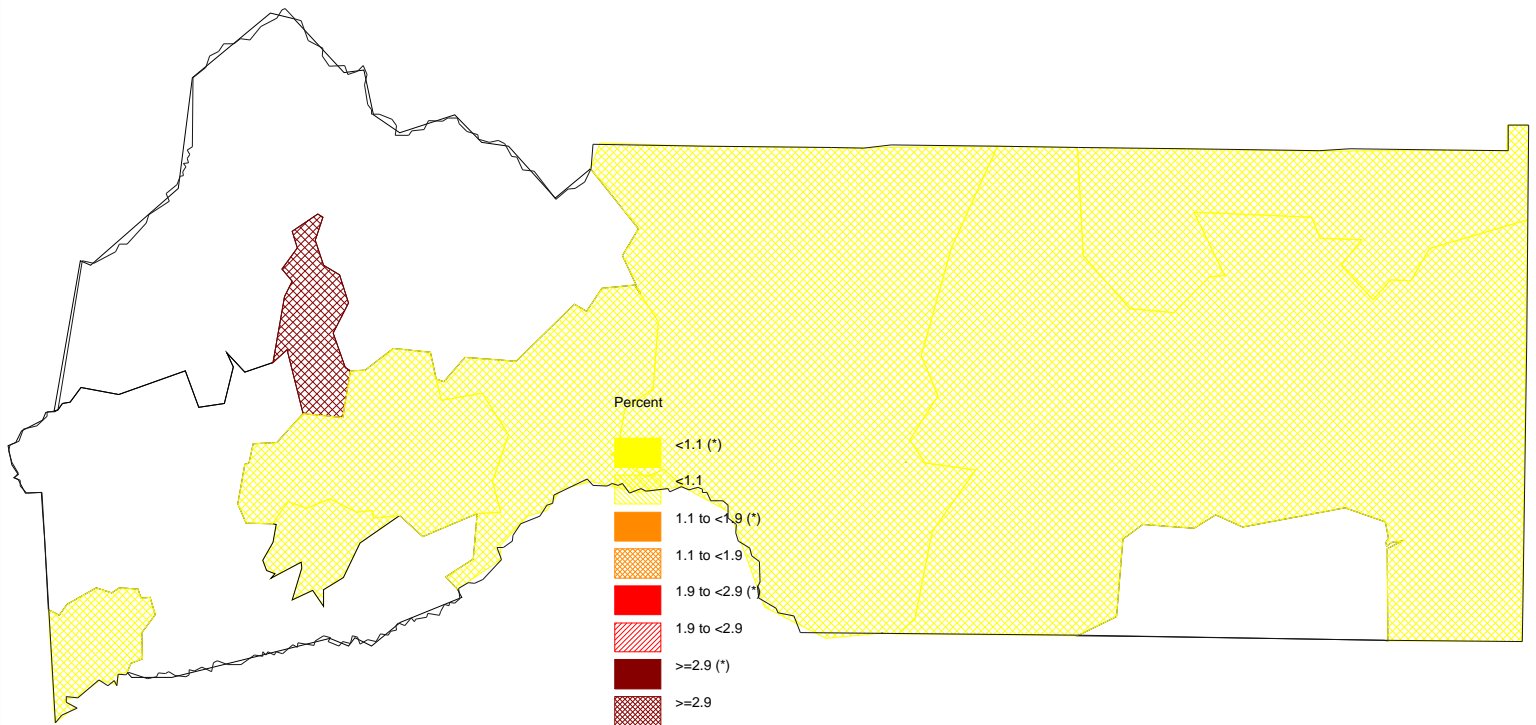 Percent
<1.1 (*)
<1.1
1.1 to <1.9 (*)
1.1 to <1.9
1.9 to <2.9 (*)
1.9 to <2.9
>=2.9 (*)
>=2.9